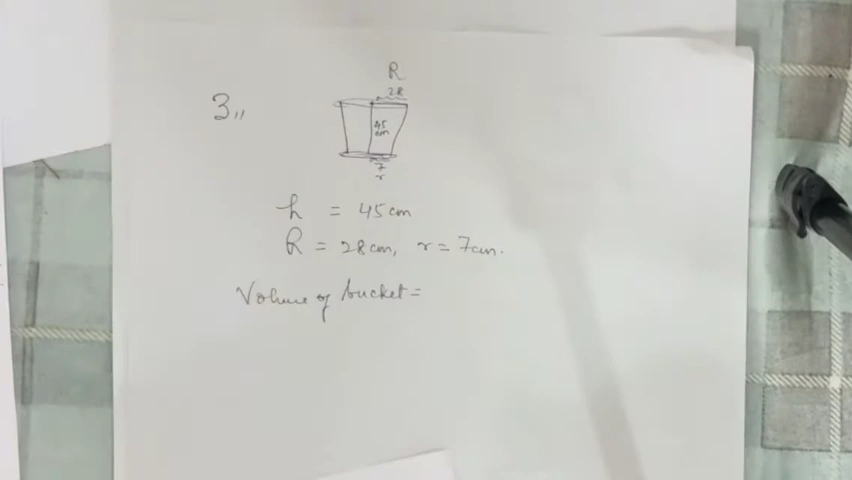 R
3,,
28
45
cm
7
r
h = 45 cm
R = 28 cm, r = 7 cm.
Volume of bucket =